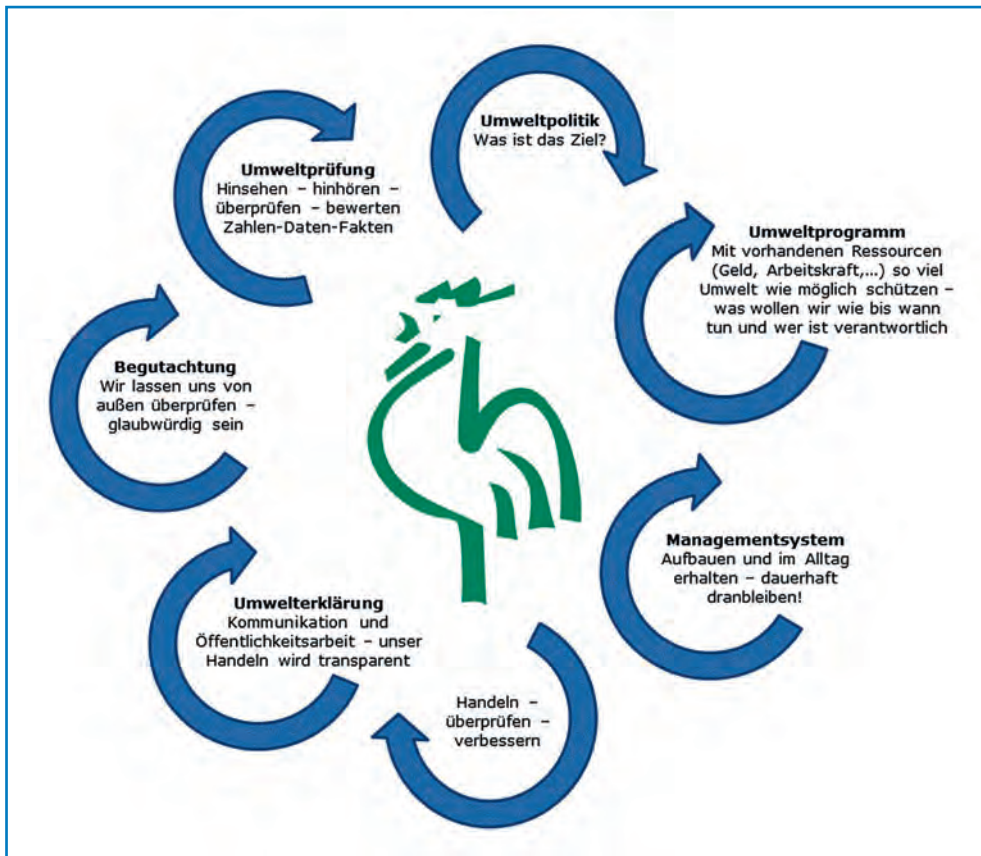 Umweltpolitik
Was ist das Ziel?
Umweltprogramm
Mit vorhandenen Ressourcen
(Geld, Arbeitskraft,...) so viel
Umwelt wie möglich schützen –
was wollen wir wie bis wann
tun und wer ist verantwortlich
Managementsystem
Aufbauen und im Alltag
erhalten – dauerhaft
dranbleiben!
Handeln –
überprüfen –
verbessern
Umwelterklärung
Kommunikation und
Öffentlichkeitsarbeit – unser
Handeln wird transparent
Begutachtung
Wir lassen uns von
außen überprüfen –
glaubwürdig sein
Umweltprüfung
Hinsehen – hinhören –
überprüfen – bewerten
Zahlen-Daten-Fakten